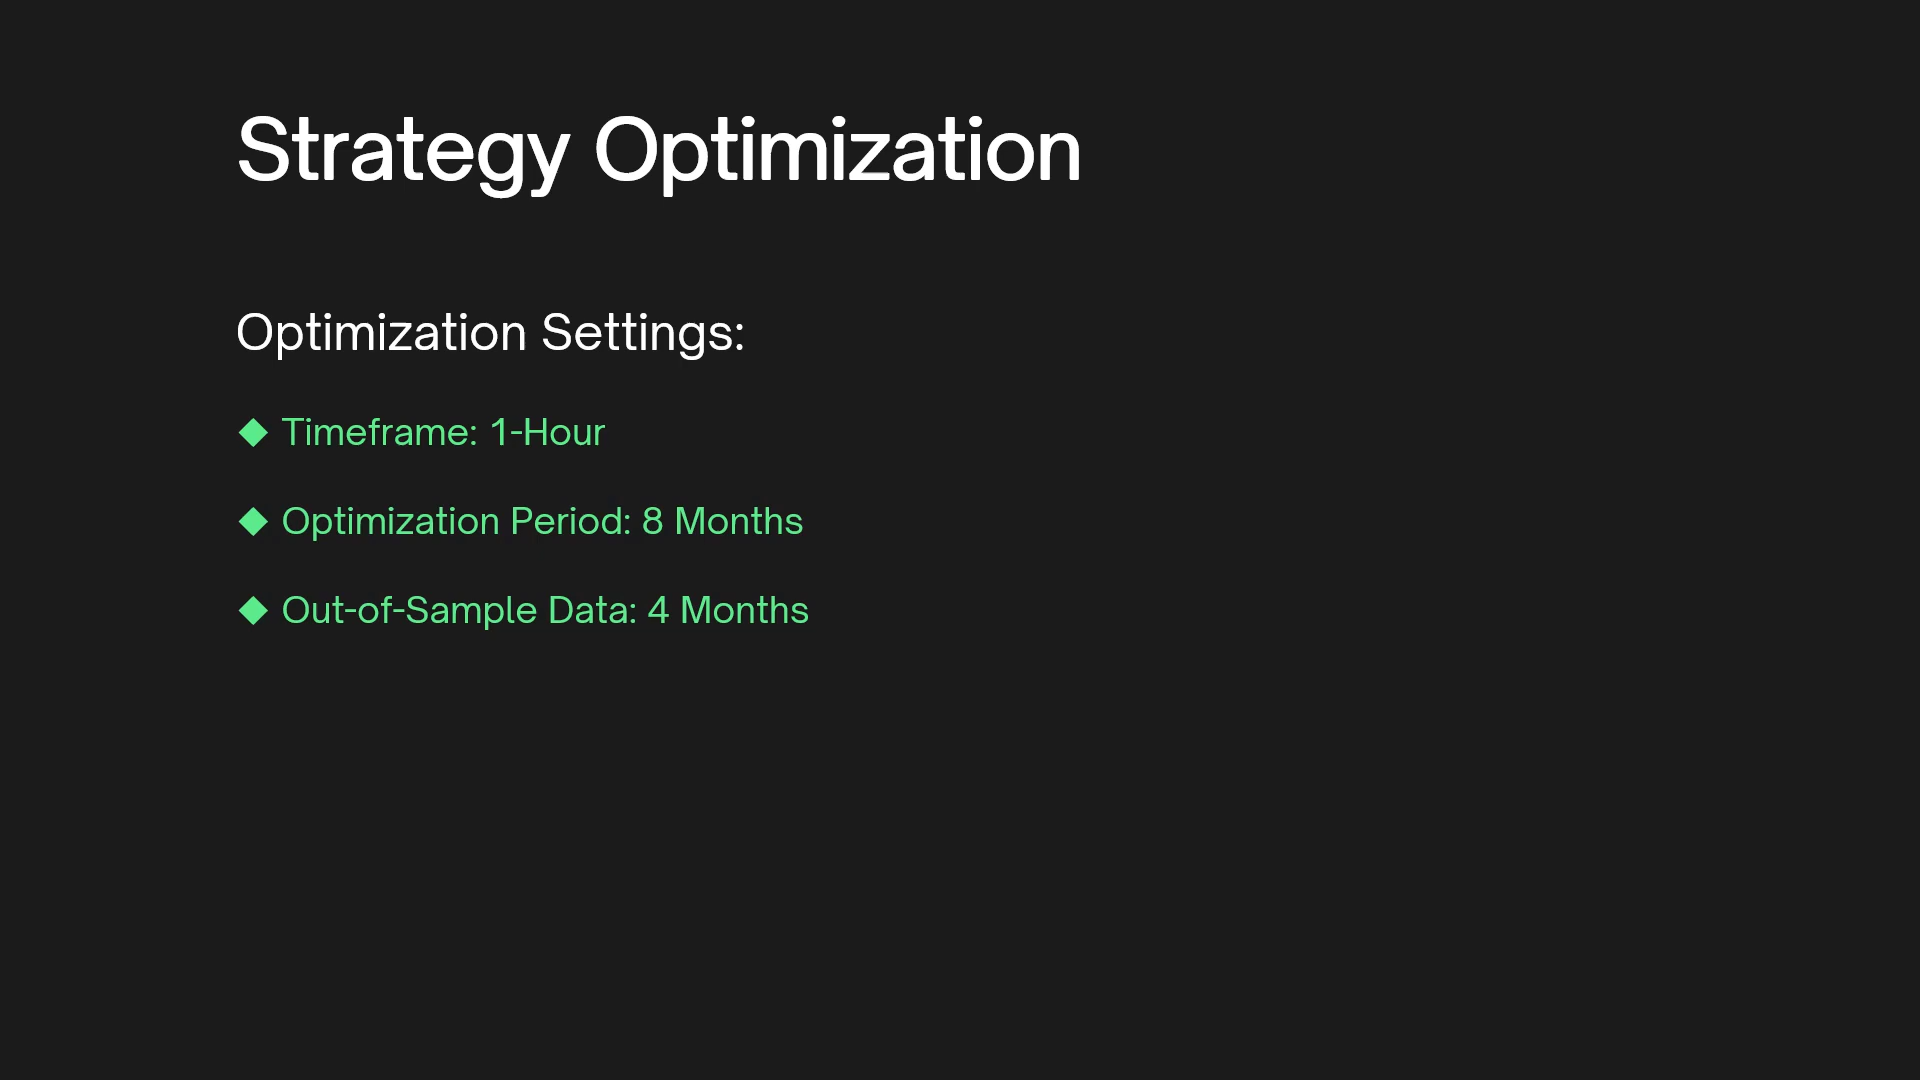 Strategy Optimization
Optimization Settings:
◆ Timeframe: 1-Hour
◆ Optimization Period: 8 Months
◆ Out-of-Sample Data: 4 Months